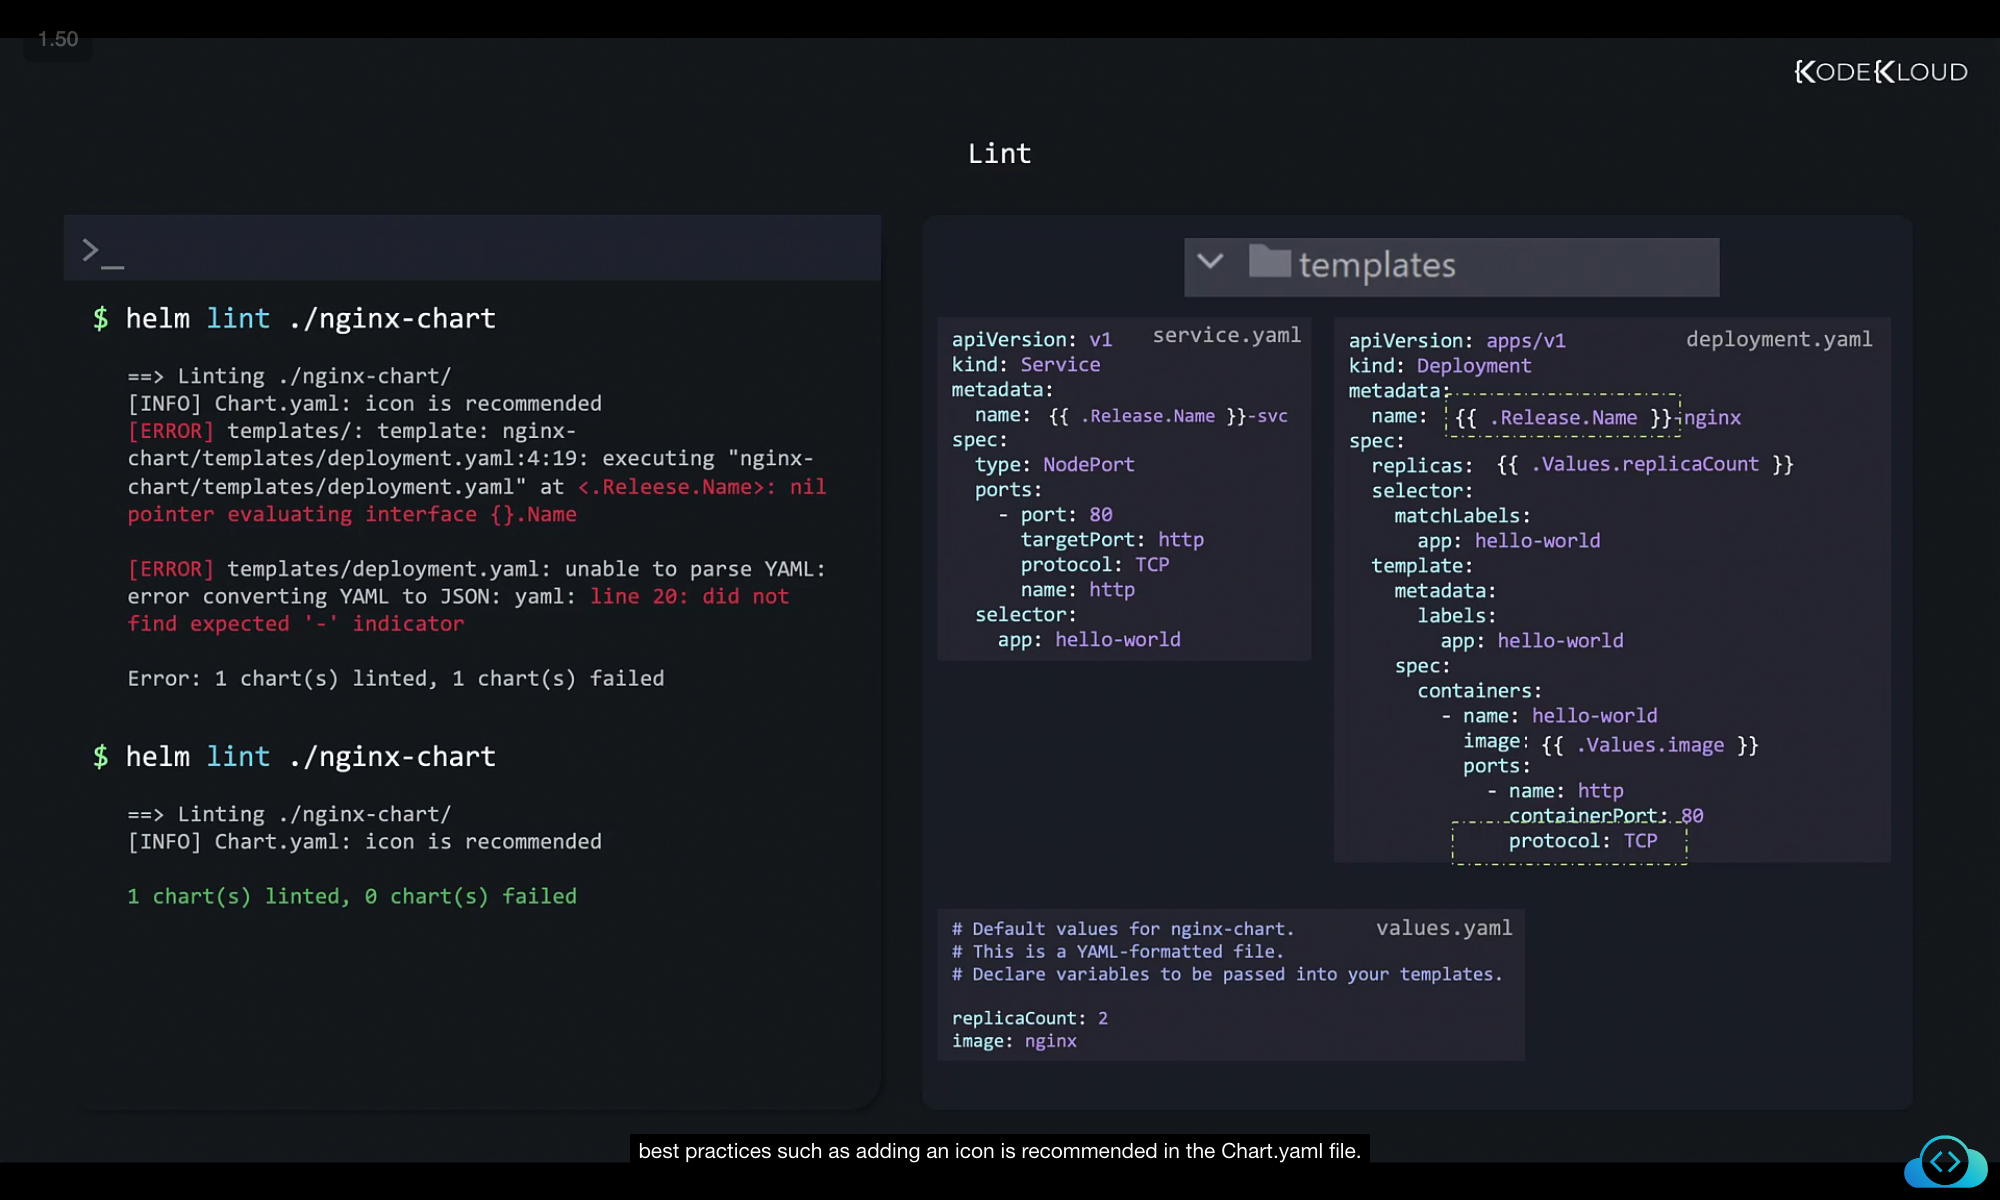 1.50
KODEKLOUD
Lint
>_
$ helm lint ./nginx-chart
==> Linting ./nginx-chart/
[INFO] Chart.yaml: icon is recommended
[ERROR] templates/: template: nginx-
chart/templates/deployment.yaml:4:19: executing "nginx-
chart/templates/deployment.yaml" at <.Releese.Name>: nil
pointer evaluating interface {}.Name
[ERROR] templates/deployment.yaml: unable to parse YAML:
error converting YAML to JSON: yaml: line 20: did not
find expected '-' indicator
Error: 1 chart(s) linted, 1 chart(s) failed
$ helm lint ./nginx-chart
==> Linting ./nginx-chart/
[INFO] Chart.yaml: icon is recommended
1 chart(s) linted, 0 chart(s) failed
templates
service.yaml
apiVersion: v1
kind: Service
metadata:
  name: {{ .Release.Name }}-svc
spec:
  type: NodePort
  ports:
    - port: 80
      targetPort: http
      protocol: TCP
      name: http
  selector:
    app: hello-world
deployment.yaml
apiVersion: apps/v1
kind: Deployment
metadata:
  name: {{ .Release.Name }}-nginx
spec:
  replicas: {{ .Values.replicaCount }}
  selector:
    matchLabels:
      app: hello-world
  template:
    metadata:
      labels:
        app: hello-world
    spec:
      containers:
        - name: hello-world
          image: {{ .Values.image }}
          ports:
            - name: http
              containerPort: 80
              protocol: TCP
values.yaml
# Default values for nginx-chart.
# This is a YAML-formatted file.
# Declare variables to be passed into your templates.
replicaCount: 2
image: nginx
best practices such as adding an icon is recommended in the Chart.yaml file.